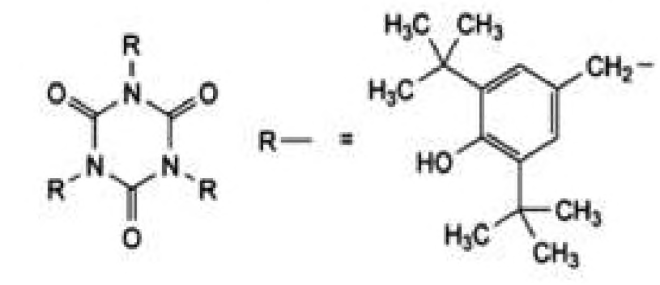 H₃C CH₃
R
CH₂–
O N O
H₃C
R— =
N N
R R
HO
O
CH₃
H₃C
CH₃